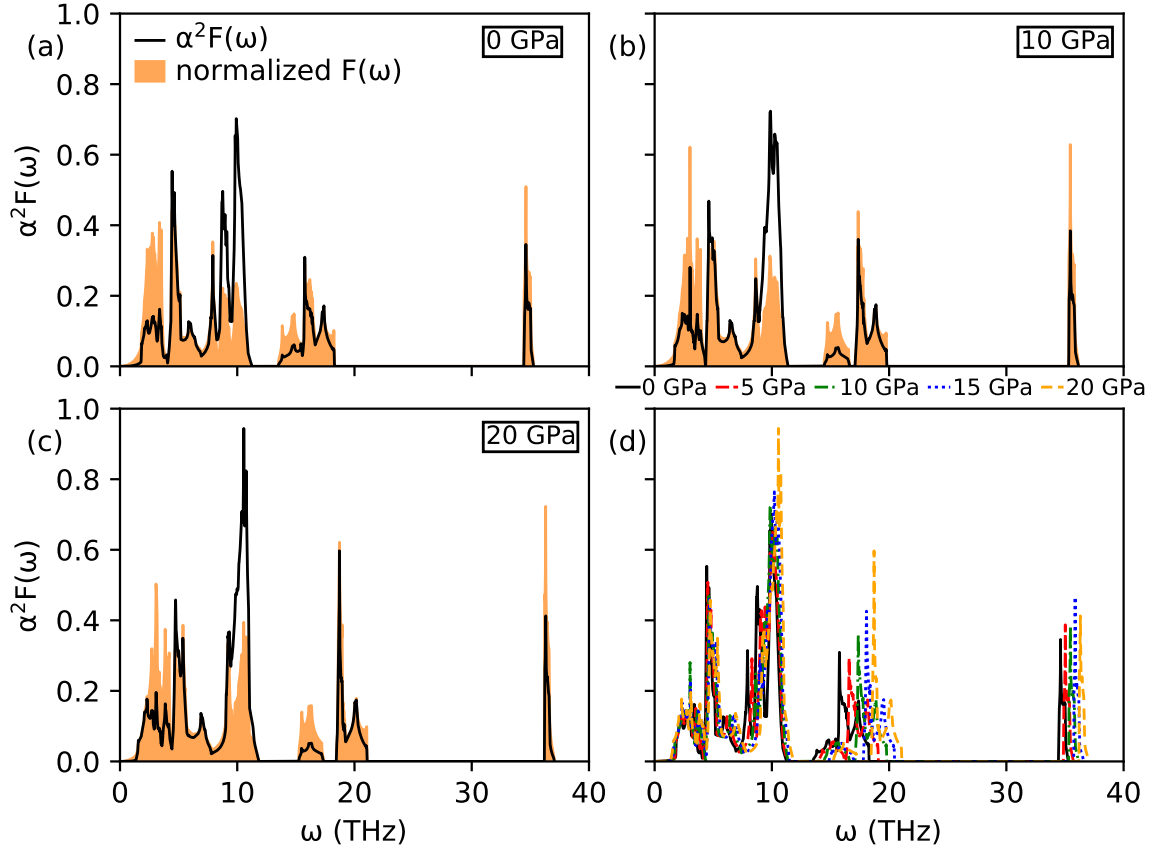 (a)
α²F(ω)
normalized F(ω)
0 GPa
1.0
0.8
0.6
0.4
0.2
0.0
α²F(ω)
(b)
10 GPa
(c)
20 GPa
1.0
0.8
0.6
0.4
0.2
0.0
α²F(ω)
0 10 20 30 40
ω (THz)
0 GPa 5 GPa 10 GPa 15 GPa 20 GPa
(d)
0 10 20 30 40
ω (THz)